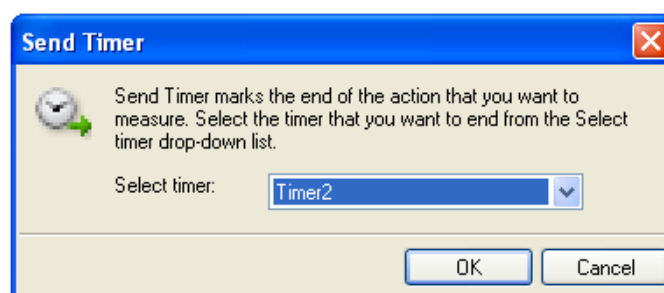 Send Timer
Send Timer marks the end of the action that you want to
measure. Select the timer that you want to end from the Select
timer drop-down list.
Select timer: Timer2
OK Cancel